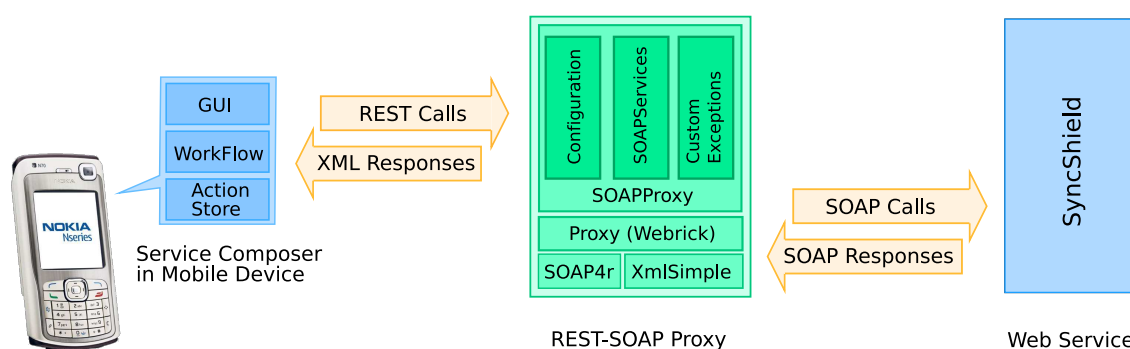 GUI
WorkFlow
Action
Store
NOKIA
Nseries
Service Composer
in Mobile Device
REST Calls
XML Responses
Configuration
SOAPServices
Custom
Exceptions
SOAPProxy
Proxy (Webrick)
SOAP4r
XmlSimple
REST-SOAP Proxy
SOAP Calls
SOAP Responses
SyncShield
Web Service